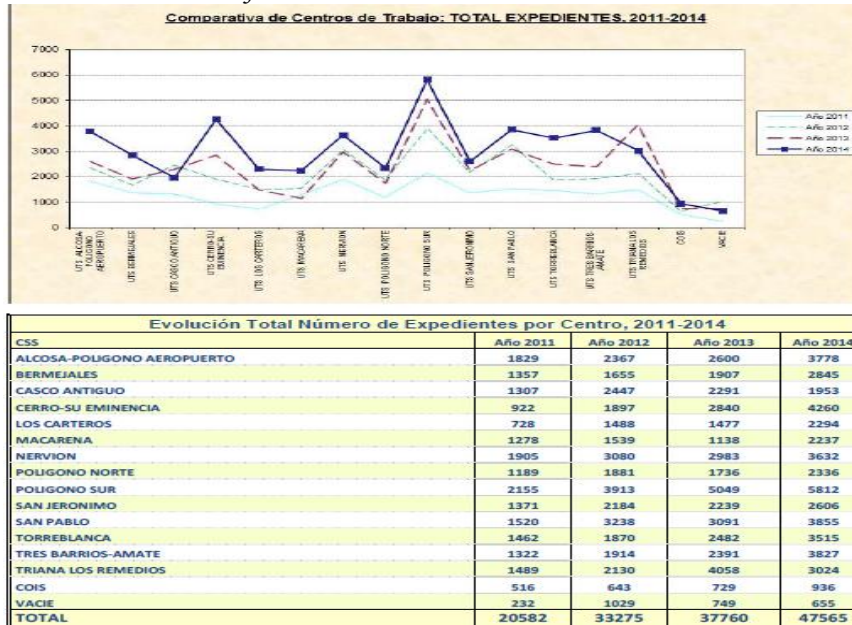 Comparativa de Centros de Trabajo: TOTAL EXPEDIENTES. 2011-2014
7000
6000
5000
4000
3000
2000
1000
0
UTS ALCOSA-POLIGONO AEROPUERTO
UTS BERMEJALES
UTS CASCO ANTIGUO
UTS CERRO-SU EMINENCIA
UTS LOS CARTEROS
UTS MACARENA
UTS NERVION
UTS POLIGONO NORTE
UTS POLIGONO SUR
UTS SAN JERONIMO
UTS SAN PABLO
UTS TORREBLANCA
UTS TRES BARRIOS-AMATE
UTS TRIANA LOS REMEDIOS
COIS
VACIE
Año 2011
Año 2012
Año 2013
Año 2014
Evolución Total Número de Expedientes por Centro, 2011-2014
CSS Año 2011 Año 2012 Año 2013 Año 2014
ALCOSA-POLIGONO AEROPUERTO 1829 2367 2600 3778
BERMEJALES 1357 1655 1907 2845
CASCO ANTIGUO 1307 2447 2291 1953
CERRO-SU EMINENCIA 922 1897 2840 4260
LOS CARTEROS 728 1488 1477 2294
MACARENA 1278 1539 1138 2237
NERVION 1905 3080 2983 3632
POLIGONO NORTE 1189 1881 1736 2336
POLIGONO SUR 2155 3913 5049 5812
SAN JERONIMO 1371 2184 2239 2606
SAN PABLO 1520 3238 3091 3855
TORREBLANCA 1462 1870 2482 3515
TRES BARRIOS-AMATE 1322 1914 2391 3827
TRIANA LOS REMEDIOS 1489 2130 4058 3024
COIS 516 643 729 936
VACIE 232 1029 749 655
TOTAL 20582 33275 37760 47565